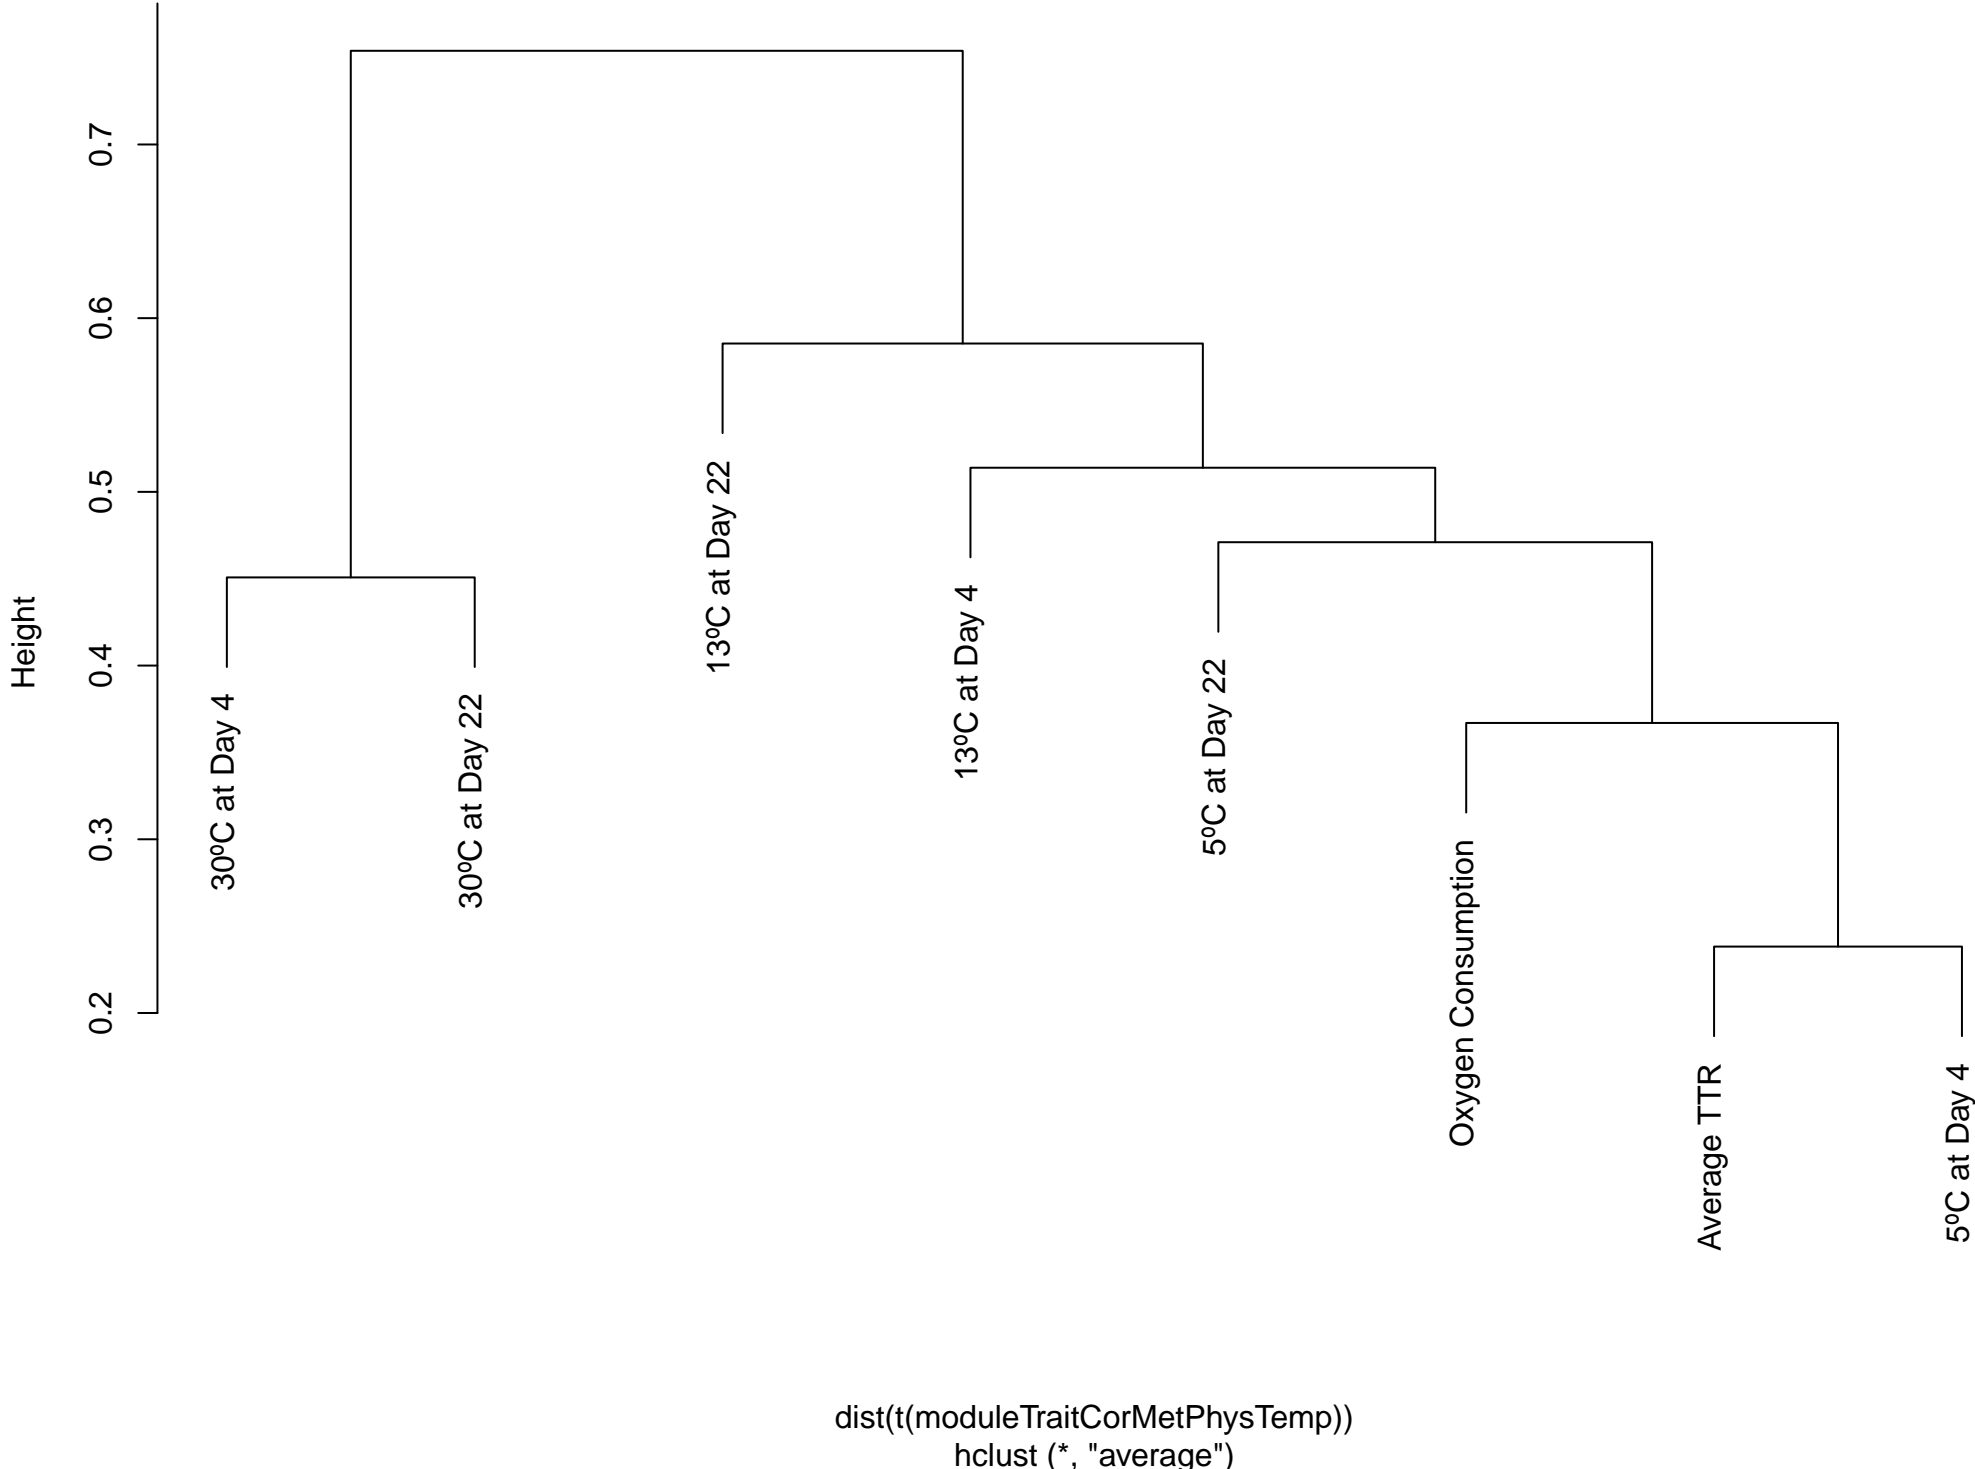 Height
0.7
0.6
0.5
0.4
0.3
0.2
30ºC at Day 4
30ºC at Day 22
13ºC at Day 22
13ºC at Day 4
5ºC at Day 22
Oxygen Consumption
Average TTR
5ºC at Day 4
dist(t(moduleTraitCorMetPhysTemp))
hclust (*, "average")